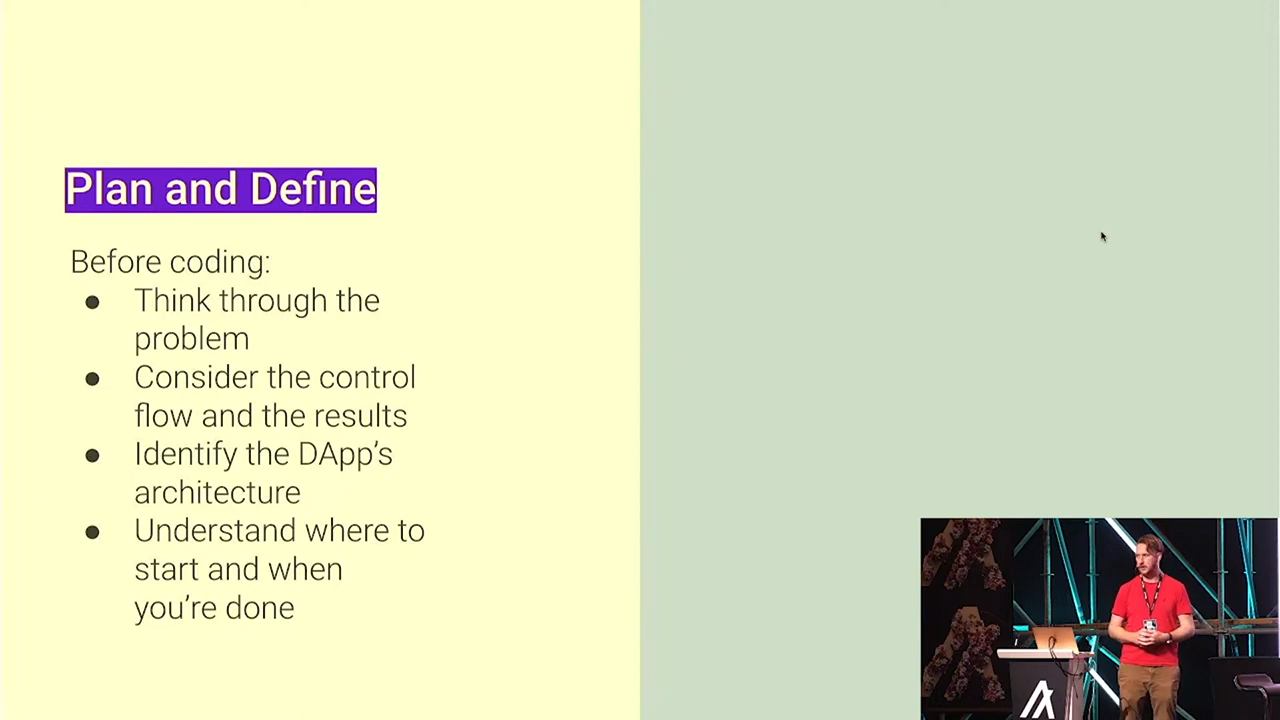 Plan and Define
Before coding:
● Think through the
problem
● Consider the control
flow and the results
● Identify the DApp’s
architecture
● Understand where to
start and when
you’re done